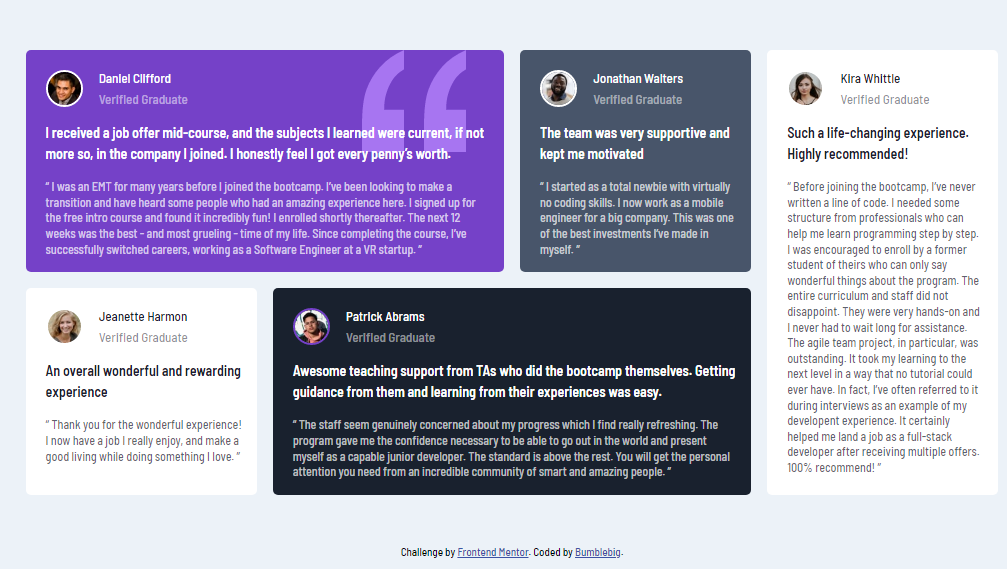 Daniel Clifford
Verified Graduate
I received a job offer mid-course, and the subjects I learned were current, if not
more so, in the company I joined. I honestly feel I got every penny’s worth.
“ I was an EMT for many years before I joined the bootcamp. I’ve been looking to make a
transition and have heard some people who had an amazing experience here. I signed up for
the free intro course and found it incredibly fun! I enrolled shortly thereafter. The next 12
weeks was the best - and most grueling - time of my life. Since completing the course, I’ve
successfully switched careers, working as a Software Engineer at a VR startup. ”
Jonathan Walters
Verified Graduate
The team was very supportive and
kept me motivated
“ I started as a total newbie with virtually
no coding skills. I now work as a mobile
engineer for a big company. This was one
of the best investments I’ve made in
myself. ”
Kira Whittle
Verified Graduate
Such a life-changing experience.
Highly recommended!
“ Before joining the bootcamp, I’ve never
written a line of code. I needed some
structure from professionals who can
help me learn programming step by step.
I was encouraged to enroll by a former
student of theirs who can only say
wonderful things about the program. The
entire curriculum and staff did not
disappoint. They were very hands-on and
I never had to wait long for assistance.
The agile team project, in particular, was
outstanding. It took my learning to the
next level in a way that no tutorial could
ever have. In fact, I’ve often referred to it
during interviews as an example of my
developent experience. It certainly
helped me land a job as a full-stack
developer after receiving multiple offers.
100% recommend! ”
Jeanette Harmon
Verified Graduate
An overall wonderful and rewarding
experience
“ Thank you for the wonderful experience!
I now have a job I really enjoy, and make a
good living while doing something I love. ”
Patrick Abrams
Verified Graduate
Awesome teaching support from TAs who did the bootcamp themselves. Getting
guidance from them and learning from their experiences was easy.
“ The staff seem genuinely concerned about my progress which I find really refreshing. The
program gave me the confidence necessary to be able to go out in the world and present
myself as a capable junior developer. The standard is above the rest. You will get the personal
attention you need from an incredible community of smart and amazing people. ”
Challenge by Frontend Mentor. Coded by Bumblebig.